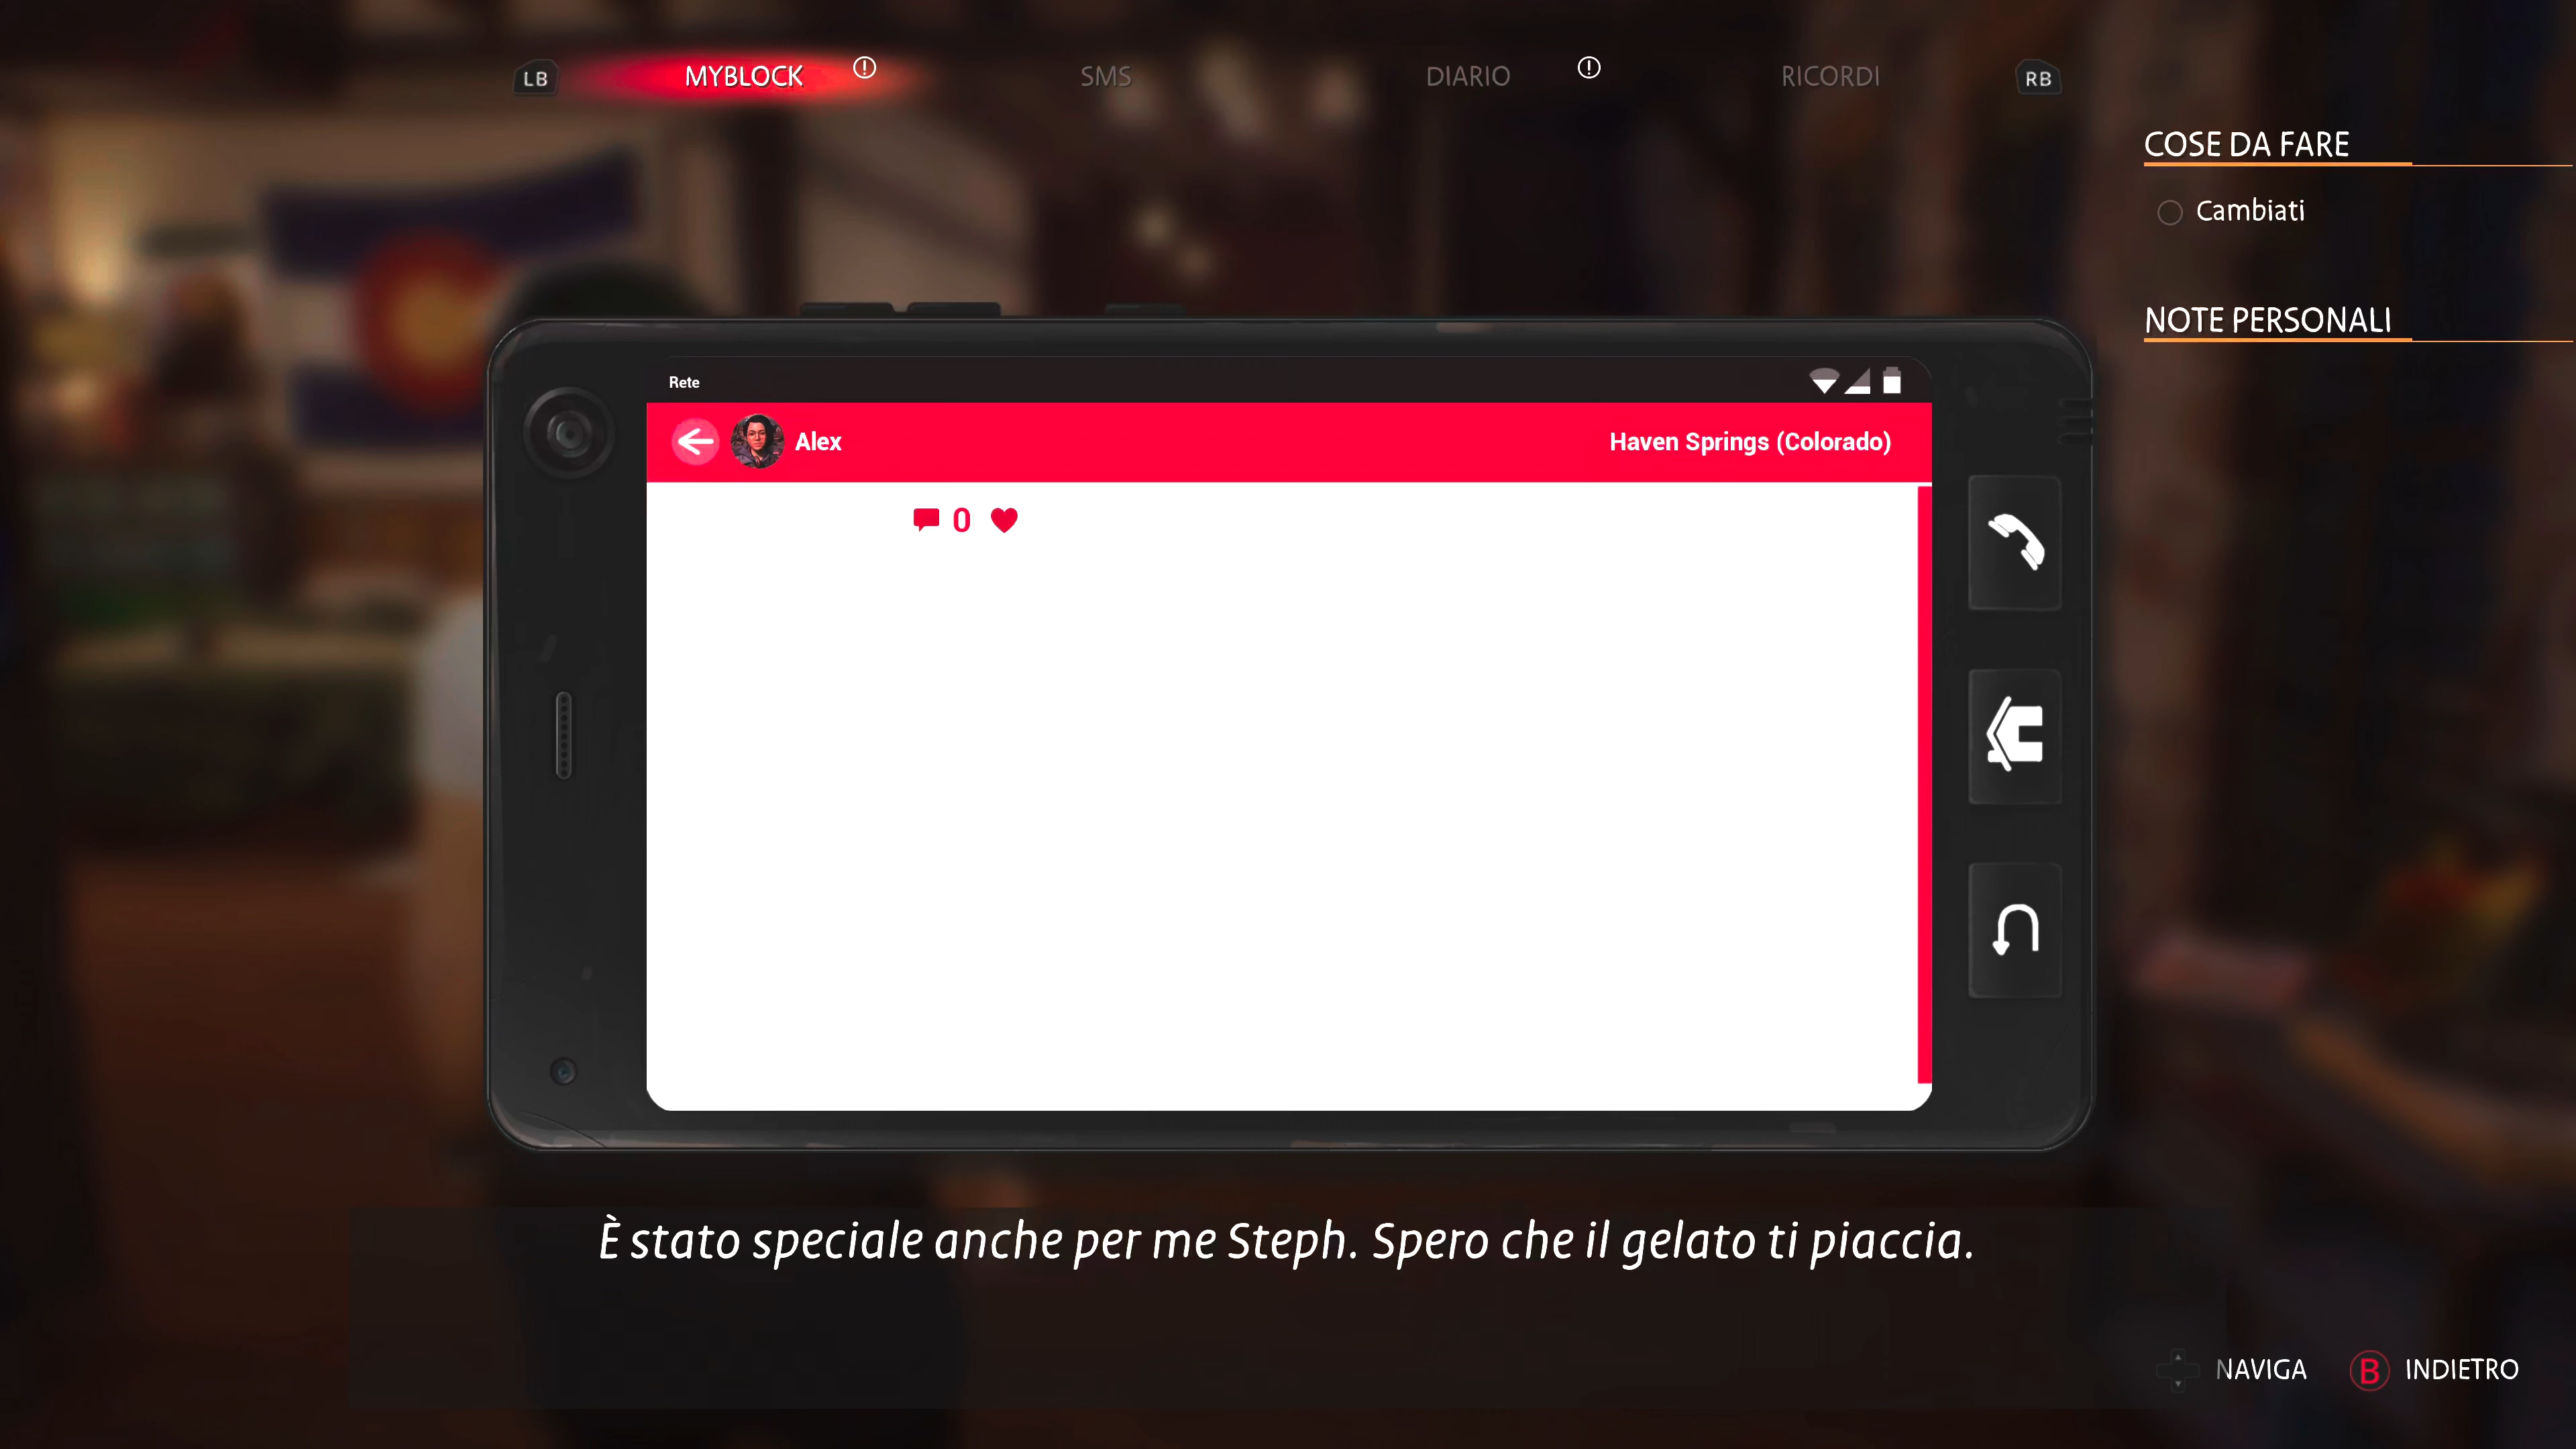 LB
MYBLOCK
SMS
DIARIO
RICORDI
RB
COSE DA FARE
Cambiati
NOTE PERSONALI
Rete
Alex
Haven Springs (Colorado)
0
È stato speciale anche per me Steph. Spero che il gelato ti piaccia.
NAVIGA
B INDIETRO